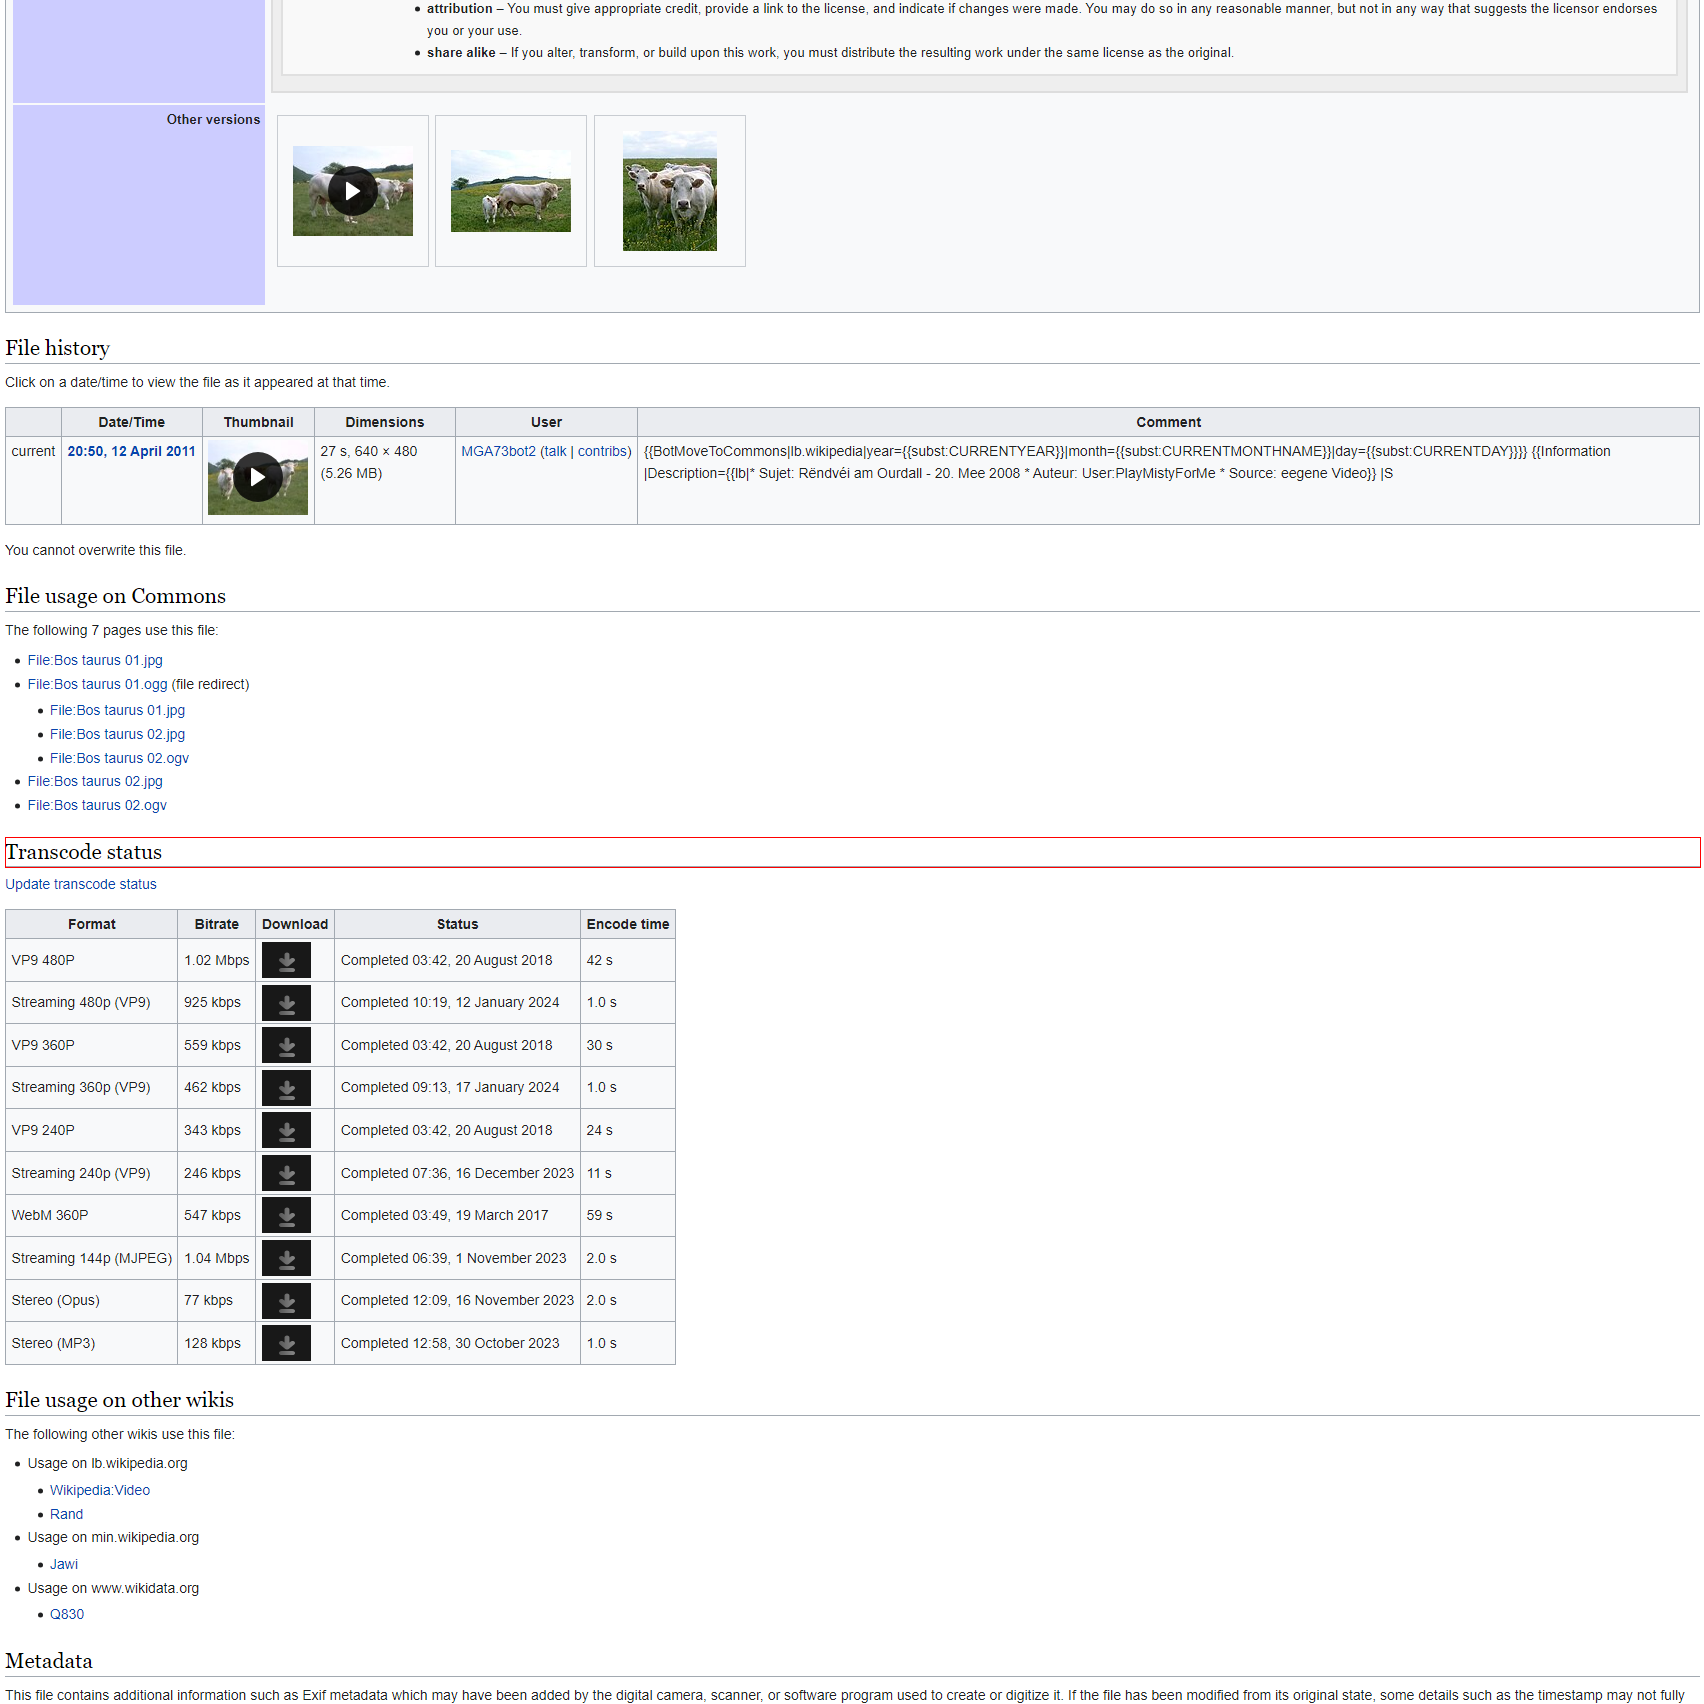 attribution – You must give appropriate credit, provide a link to the license, and indicate if changes were made. You may do so in any reasonable manner, but not in any way that suggests the licensor endorses
you or your use.
share alike – If you alter, transform, or build upon this work, you must distribute the resulting work under the same license as the original.
Other versions
File history
Click on a date/time to view the file as it appeared at that time.
Date/Time Thumbnail Dimensions User Comment
current 20:50, 12 April 2011 27 s, 640 × 480 MGA73bot2 (talk | contribs) {{BotMoveToCommons|lb.wikipedia|year={{subst:CURRENTYEAR}}|month={{subst:CURRENTMONTHNAME}}|day={{subst:CURRENTDAY}}}} {{Information
(5.26 MB) |Description={{lb|* Sujet: Rëndvéi am Ourdall - 20. Mee 2008 * Auteur: User:PlayMistyForMe * Source: eegene Video}} |S
You cannot overwrite this file.
File usage on Commons
The following 7 pages use this file:
File:Bos taurus 01.jpg
File:Bos taurus 01.ogg (file redirect)
File:Bos taurus 01.jpg
File:Bos taurus 02.jpg
File:Bos taurus 02.ogv
File:Bos taurus 02.jpg
File:Bos taurus 02.ogv
Transcode status
Update transcode status
Format Bitrate Download Status Encode time
VP9 480P 1.02 Mbps Completed 03:42, 20 August 2018 42 s
Streaming 480p (VP9) 925 kbps Completed 10:19, 12 January 2024 1.0 s
VP9 360P 559 kbps Completed 03:42, 20 August 2018 30 s
Streaming 360p (VP9) 462 kbps Completed 09:13, 17 January 2024 1.0 s
VP9 240P 343 kbps Completed 03:42, 20 August 2018 24 s
Streaming 240p (VP9) 246 kbps Completed 07:36, 16 December 2023 11 s
WebM 360P 547 kbps Completed 03:49, 19 March 2017 59 s
Streaming 144p (MJPEG) 1.04 Mbps Completed 06:39, 1 November 2023 2.0 s
Stereo (Opus) 77 kbps Completed 12:09, 16 November 2023 2.0 s
Stereo (MP3) 128 kbps Completed 12:58, 30 October 2023 1.0 s
File usage on other wikis
The following other wikis use this file:
Usage on lb.wikipedia.org
Wikipedia:Video
Rand
Usage on min.wikipedia.org
Jawi
Usage on www.wikidata.org
Q830
Metadata
This file contains additional information such as Exif metadata which may have been added by the digital camera, scanner, or software program used to create or digitize it. If the file has been modified from its original state, some details such as the timestamp may not fully